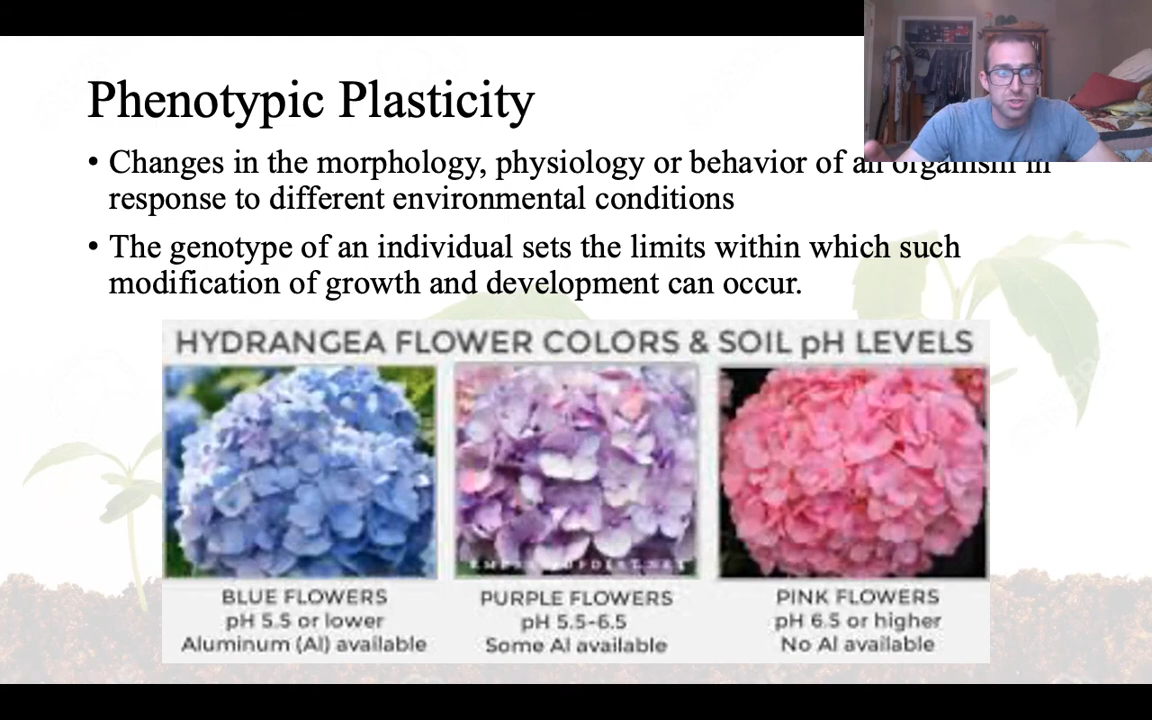 Phenotypic Plasticity
• Changes in the morphology, physiology or behavior of an organism in
response to different environmental conditions
• The genotype of an individual sets the limits within which such
modification of growth and development can occur.
HYDRANGEA FLOWER COLORS & SOIL pH LEVELS
BLUE FLOWERS
pH 5.5 or lower
Aluminum (Al) available
PURPLE FLOWERS
pH 5.5-6.5
Some Al available
PINK FLOWERS
pH 6.5 or higher
No Al available